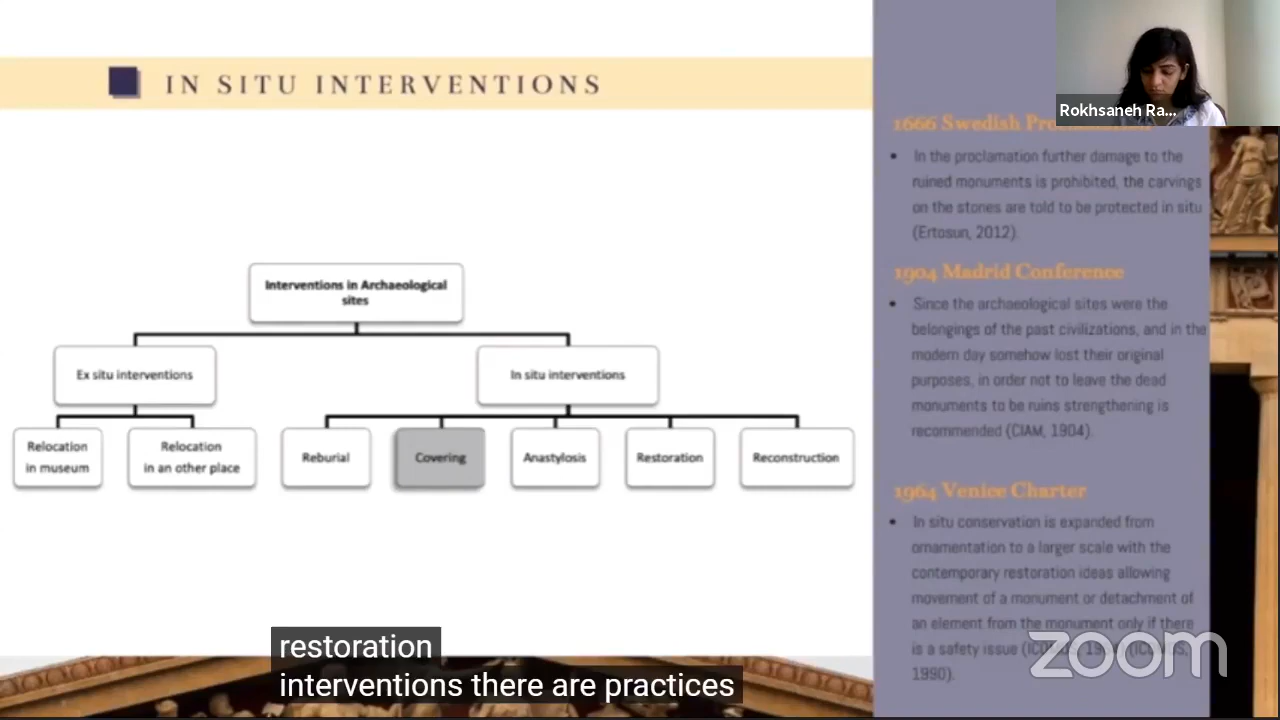 IN SITU INTERVENTIONS
Interventions in Archaeological
sites
Ex situ interventions
In situ interventions
Relocation
in museum
Relocation
in an other place
Reburial
Covering
Anastylosis
Restoration
Reconstruction
Rokhsaneh Ra...
1666 Swedish
In the proclamation further damage to the
ruined monuments is prohibited, the carvings
on the stones are told to be protected in situ
(Ertosun, 2012).
1904 Madrid Conference
Since the archaeological sites were the
belongings of the past civilizations, and in the
modern day somehow lost their original
purposes, in order not to leave the dead
monuments to be ruins strengthening is
recommended (CIAM, 1904).
1964 Venice Charter
In situ conservation is expanded from
ornamentation to a larger scale with the
contemporary restoration ideas allowing
movement of a monument or detachment of
an element from the monument only if there
is a safety issue
1990).
zoom
restoration
interventions there are practices